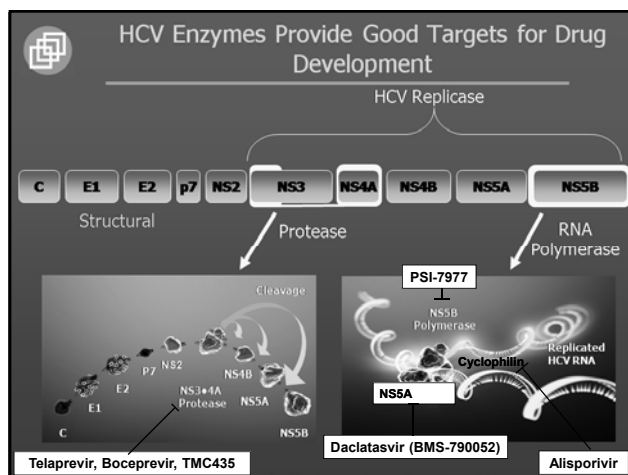 HCV Enzymes Provide Good Targets for Drug
Development
HCV Replicase
C E1 E2 p7 NS2 NS3 NS4A NS4B NS5A NS5B
Structural
Protease
RNA
Polymerase
Cleavage
C
E1
E2
P7
NS2
NS3•4A
Protease
NS4B
NS5A
NS5B
Telaprevir, Boceprevir, TMC435
PSI-7977
NS5B
Polymerase
Cyclophilin
Replicated
HCV RNA
NS5A
Daclatasvir (BMS-790052)
Alisporivir